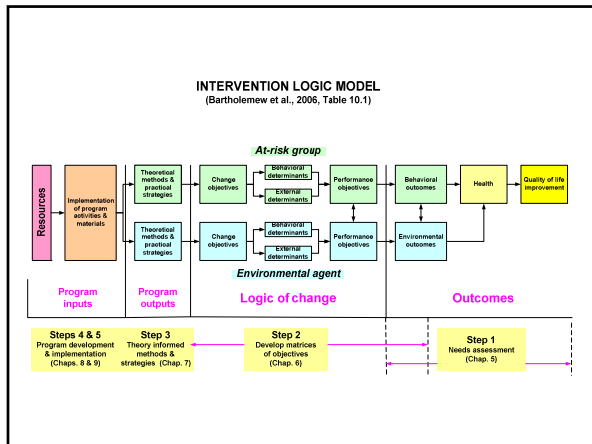 INTERVENTION LOGIC MODEL
(Bartholemew et al., 2006, Table 10.1)
At-risk group
Resources
Implementation
of program
activities &
materials
Theoretical
methods &
practical
strategies
Change
objectives
Behavioral
determinants
External
determinants
Performance
objectives
Behavioral
outcomes
Health
Quality of life
improvement
Theoretical
methods &
practical
strategies
Change
objectives
Behavioral
determinants
External
determinants
Performance
objectives
Environmental
outcomes
Environmental agent
Program
inputs
Program
outputs
Logic of change
Outcomes
Steps 4 & 5
Program development
& implementation
(Chaps. 8 & 9)
Step 3
Theory informed
methods &
strategies (Chap. 7)
Step 2
Develop matrices
of objectives
(Chap. 6)
Step 1
Needs assessment
(Chap. 5)